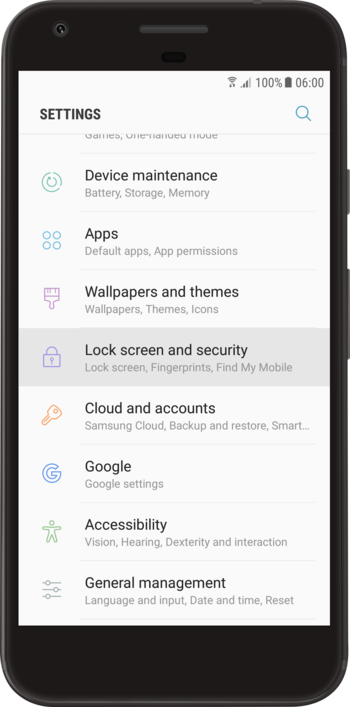 100% 06:00
SETTINGS
Games, One-handed mode
Device maintenance
Battery, Storage, Memory
Apps
Default apps, App permissions
Wallpapers and themes
Wallpapers, Themes, Icons
Lock screen and security
Lock screen, Fingerprints, Find My Mobile
Cloud and accounts
Samsung Cloud, Backup and restore, Smart...
Google
Google settings
Accessibility
Vision, Hearing, Dexterity and interaction
General management
Language and input, Date and time, Reset